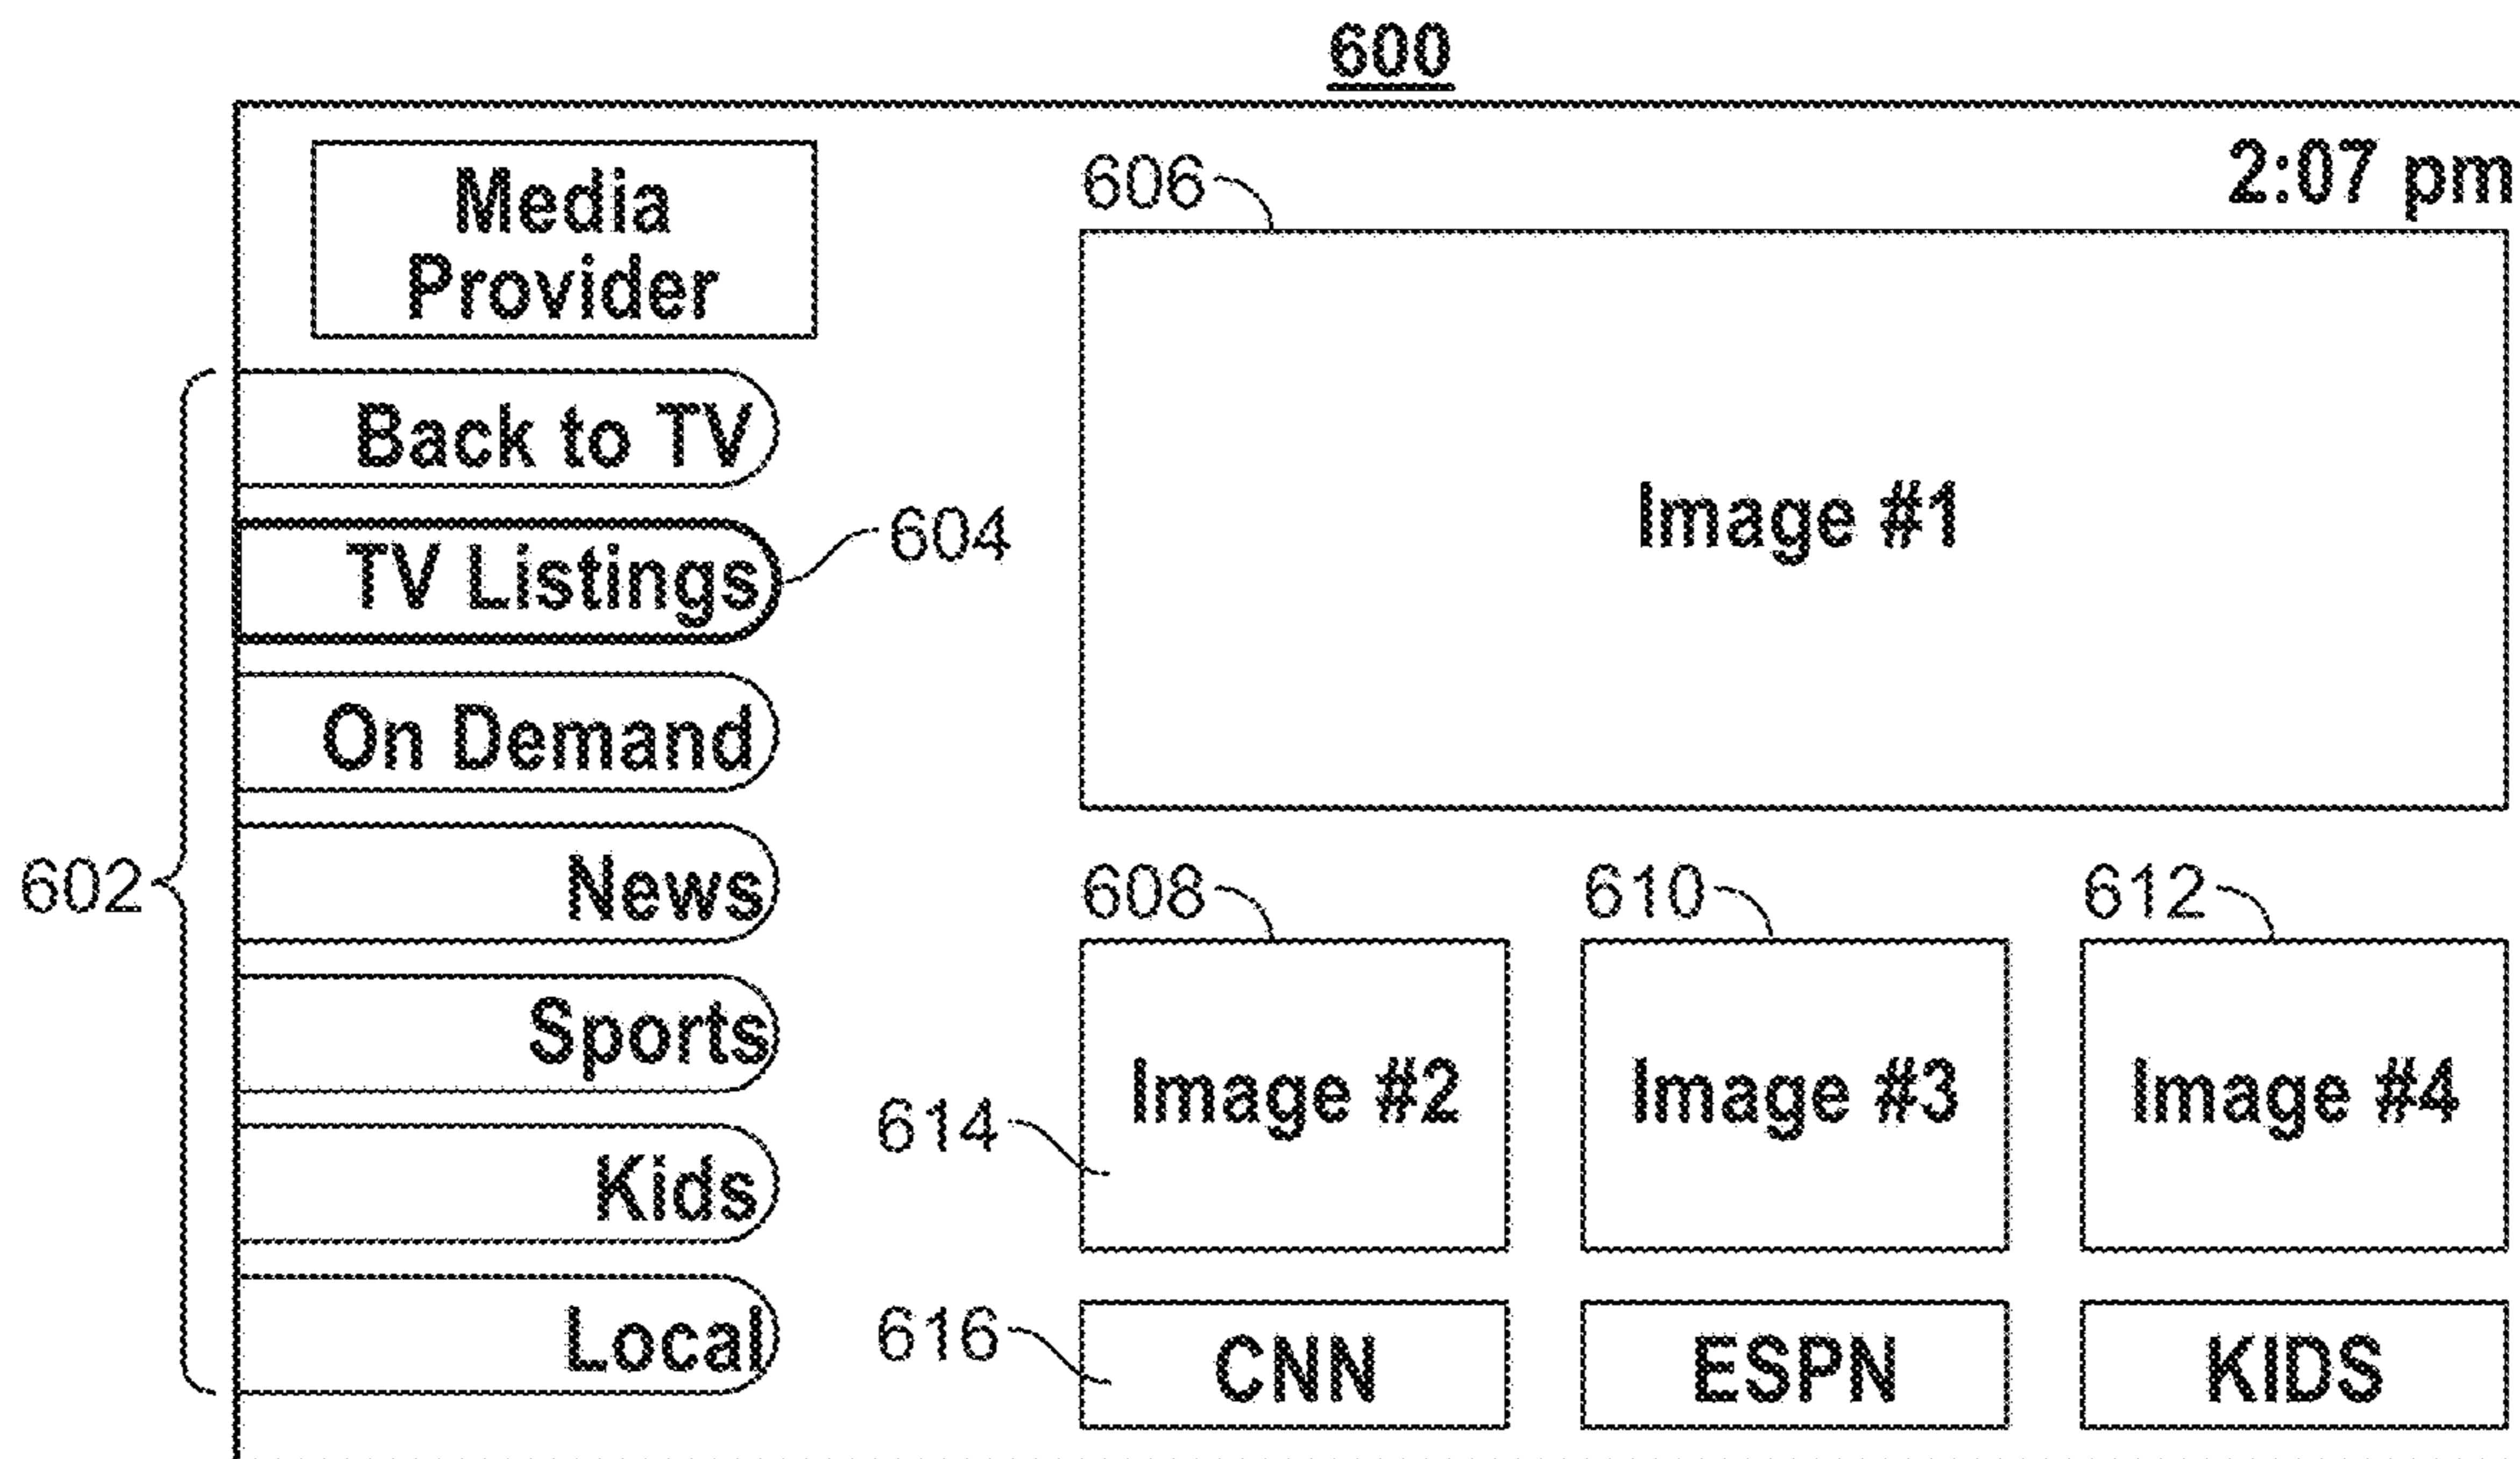 600
Media
Provider
2:07 pm
606
Back to TV
TV Listings
604
Image #1
On Demand
News
602
608
610
612
Sports
Kids
Local
614
Image #2
Image #3
Image #4
616
CNN
ESPN
KIDS